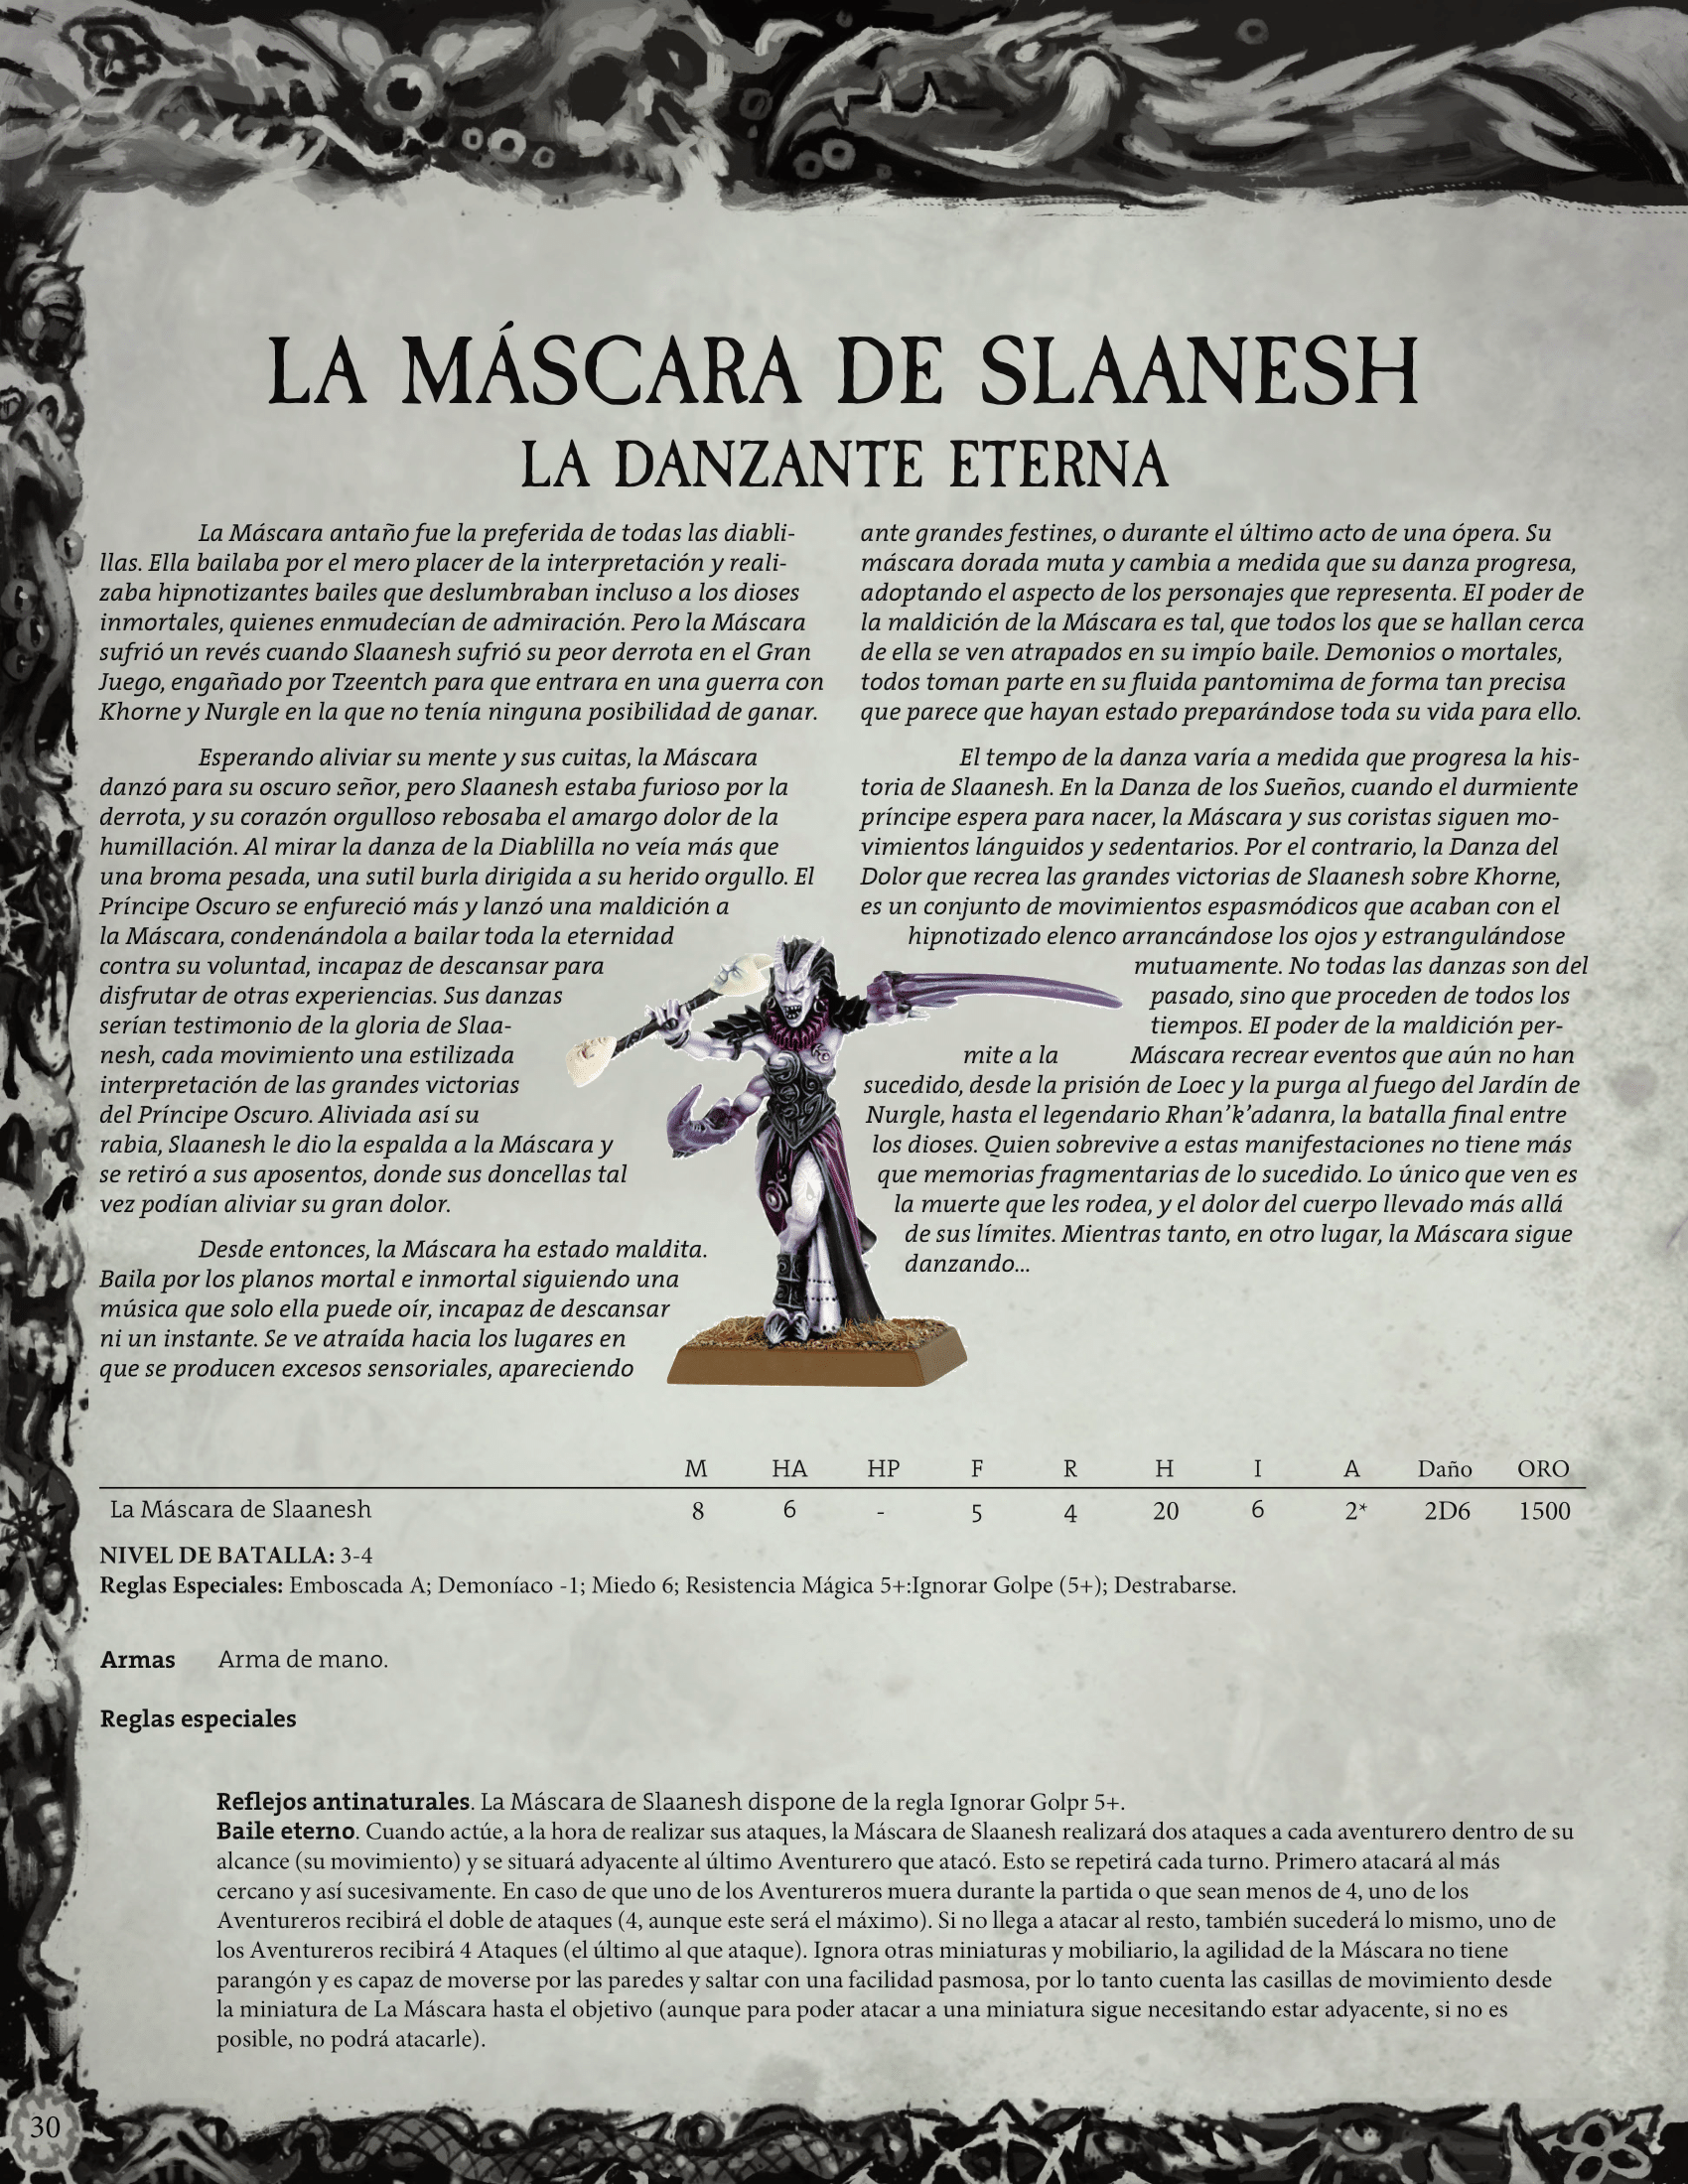 LA MÁSCARA DE SLAANESH
LA DANZANTE ETERNA
La Máscara antaño fue la preferida de todas las diabli-
llas. Ella bailaba por el mero placer de la interpretación y reali-
zaba hipnotizantes bailes que deslumbraban incluso a los dioses
inmortales, quienes enmudecían de admiración. Pero la Máscara
sufrió un revés cuando Slaanesh sufrió su peor derrota en el Gran
Juego, engañado por Tzeentch para que entrara en una guerra con
Khorne y Nurgle en la que no tenía ninguna posibilidad de ganar.
Esperando aliviar su mente y sus cuitas, la Máscara
danzó para su oscuro señor, pero Slaanesh estaba furioso por la
derrota, y su corazón orgulloso rebosaba el amargo dolor de la
humillación. Al mirar la danza de la Diablilla no veía más que
una broma pesada, una sutil burla dirigida a su herido orgullo. El
Príncipe Oscuro se enfureció más y lanzó una maldición a
la Máscara, condenándola a bailar toda la eternidad
contra su voluntad, incapaz de descansar para
disfrutar de otras experiencias. Sus danzas
serían testimonio de la gloria de Slaa-
nesh, cada movimiento una estilizada
interpretación de las grandes victorias
del Príncipe Oscuro. Aliviada así su
rabia, Slaanesh le dio la espalda a la Máscara y
se retiró a sus aposentos, donde sus doncellas tal
vez podían aliviar su gran dolor.
Desde entonces, la Máscara ha estado maldita.
Baila por los planos mortal e inmortal siguiendo una
música que solo ella puede oír, incapaz de descansar
ni un instante. Se ve atraída hacia los lugares en
que se producen excesos sensoriales, apareciendo
ante grandes festines, o durante el último acto de una ópera. Su
máscara dorada muta y cambia a medida que su danza progresa,
adoptando el aspecto de los personajes que representa. EI poder de
la maldición de la Máscara es tal, que todos los que se hallan cerca
de ella se ven atrapados en su impío baile. Demonios o mortales,
todos toman parte en su fluida pantomima de forma tan precisa
que parece que hayan estado preparándose toda su vida para ello.
El tempo de la danza varía a medida que progresa la his-
toria de Slaanesh. En la Danza de los Sueños, cuando el durmiente
príncipe espera para nacer, la Máscara y sus coristas siguen mo-
vimientos lánguidos y sedentarios. Por el contrario, la Danza del
Dolor que recrea las grandes victorias de Slaanesh sobre Khorne,
es un conjunto de movimientos espasmódicos que acaban con el
hipnotizado elenco arrancándose los ojos y estrangulándose
mutuamente. No todas las danzas son del
pasado, sino que proceden de todos los
tiempos. EI poder de la maldición per-
mite a la Máscara recrear eventos que aún no han
sucedido, desde la prisión de Loec y la purga al fuego del Jardín de
Nurgle, hasta el legendario Rhan’k’adanra, la batalla final entre
los dioses. Quien sobrevive a estas manifestaciones no tiene más
que memorias fragmentarias de lo sucedido. Lo único que ven es
la muerte que les rodea, y el dolor del cuerpo llevado más allá
de sus límites. Mientras tanto, en otro lugar, la Máscara sigue
danzando...
M HA HP F R H I A Daño ORO
La Máscara de Slaanesh 8 6 - 5 4 20 6 2* 2D6 1500
NIVEL DE BATALLA: 3-4
Reglas Especiales: Emboscada A; Demoníaco -1; Miedo 6; Resistencia Mágica 5+:Ignorar Golpe (5+); Destrabarse.
Armas Arma de mano.
Reglas especiales
Reflejos antinaturales. La Máscara de Slaanesh dispone de la regla Ignorar Golpr 5+.
Baile eterno. Cuando actúe, a la hora de realizar sus ataques, la Máscara de Slaanesh realizará dos ataques a cada aventurero dentro de su
alcance (su movimiento) y se situará adyacente al último Aventurero que atacó. Esto se repetirá cada turno. Primero atacará al más
cercano y así sucesivamente. En caso de que uno de los Aventureros muera durante la partida o que sean menos de 4, uno de los
Aventureros recibirá el doble de ataques (4, aunque este será el máximo). Si no llega a atacar al resto, también sucederá lo mismo, uno de
los Aventureros recibirá 4 Ataques (el último al que ataque). Ignora otras miniaturas y mobiliario, la agilidad de la Máscara no tiene
parangón y es capaz de moverse por las paredes y saltar con una facilidad pasmosa, por lo tanto cuenta las casillas de movimiento desde
la miniatura de La Máscara hasta el objetivo (aunque para poder atacar a una miniatura sigue necesitando estar adyacente, si no es
posible, no podrá atacarle).
30